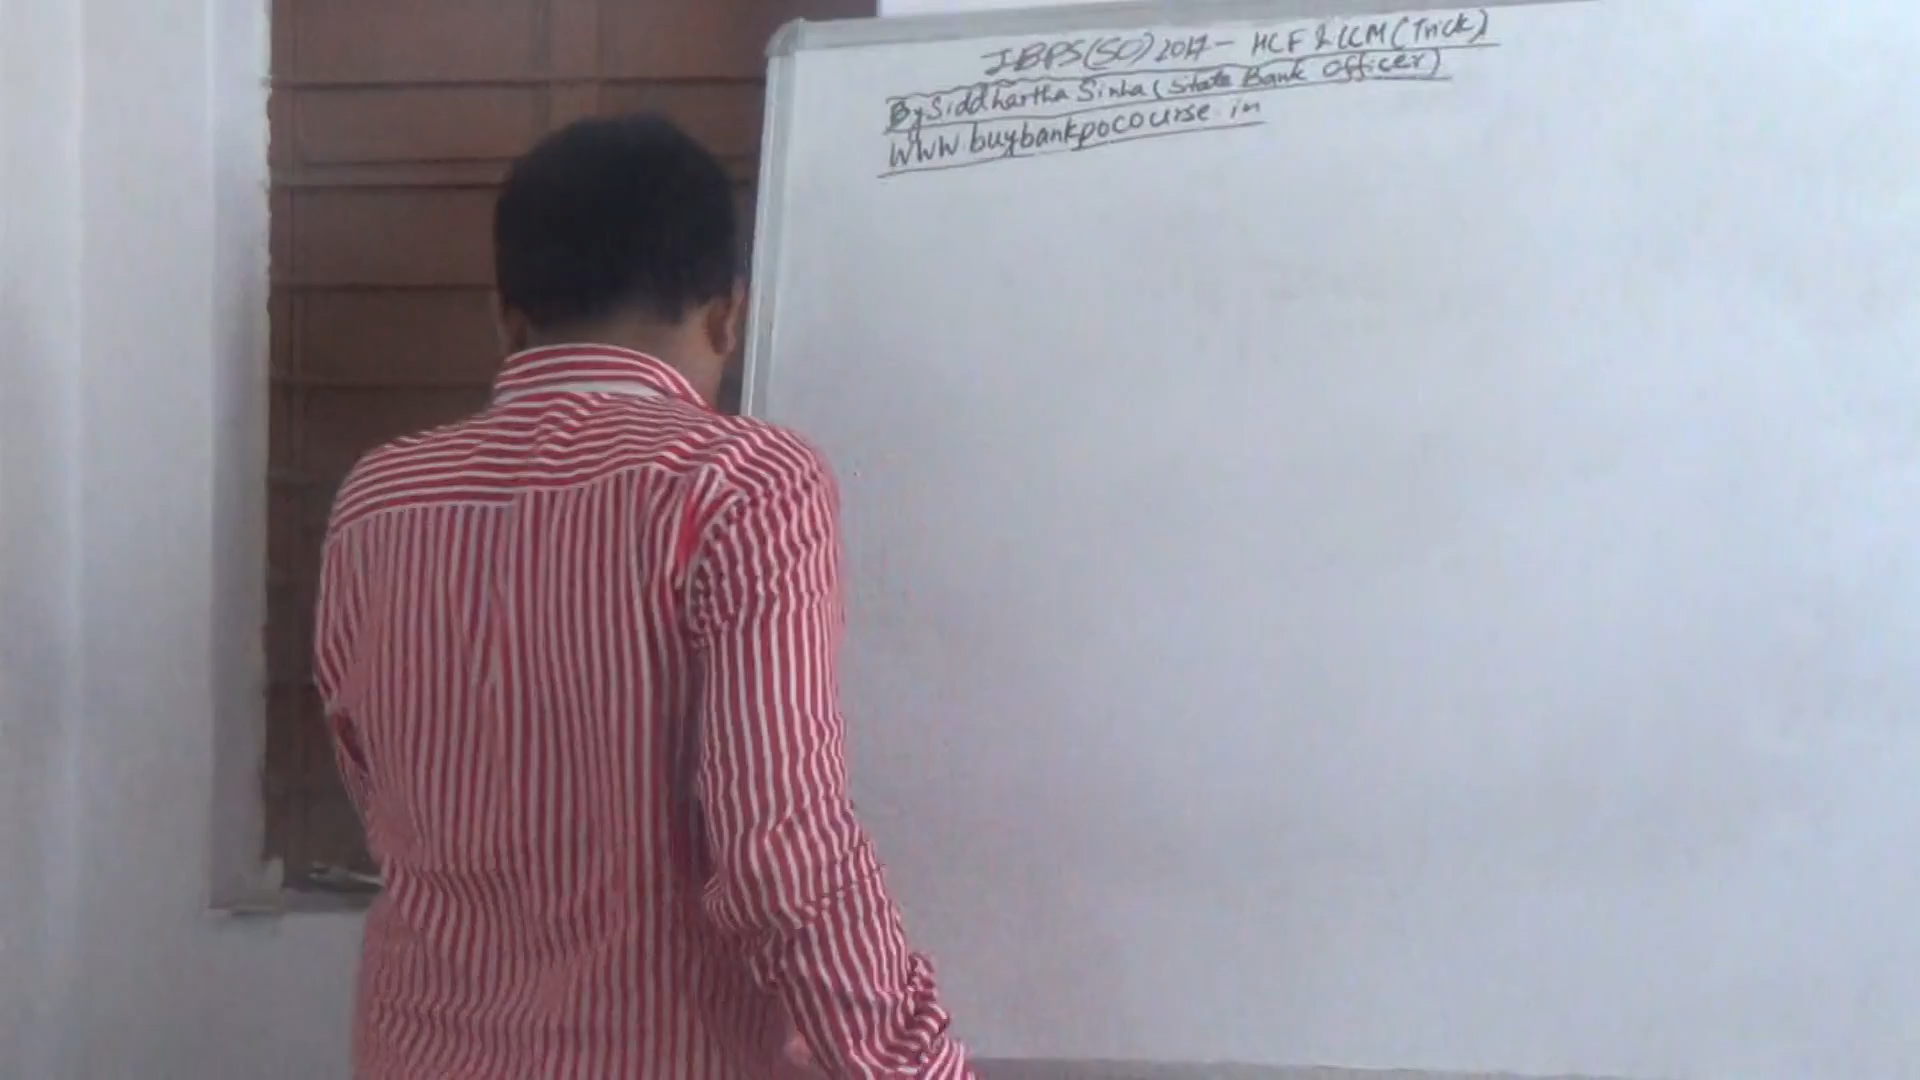 IBPS(SO) 2017 - HCF & LCM (Trick)
By Siddhartha Sinha (State Bank Officer)
www.buybankpocourse.in